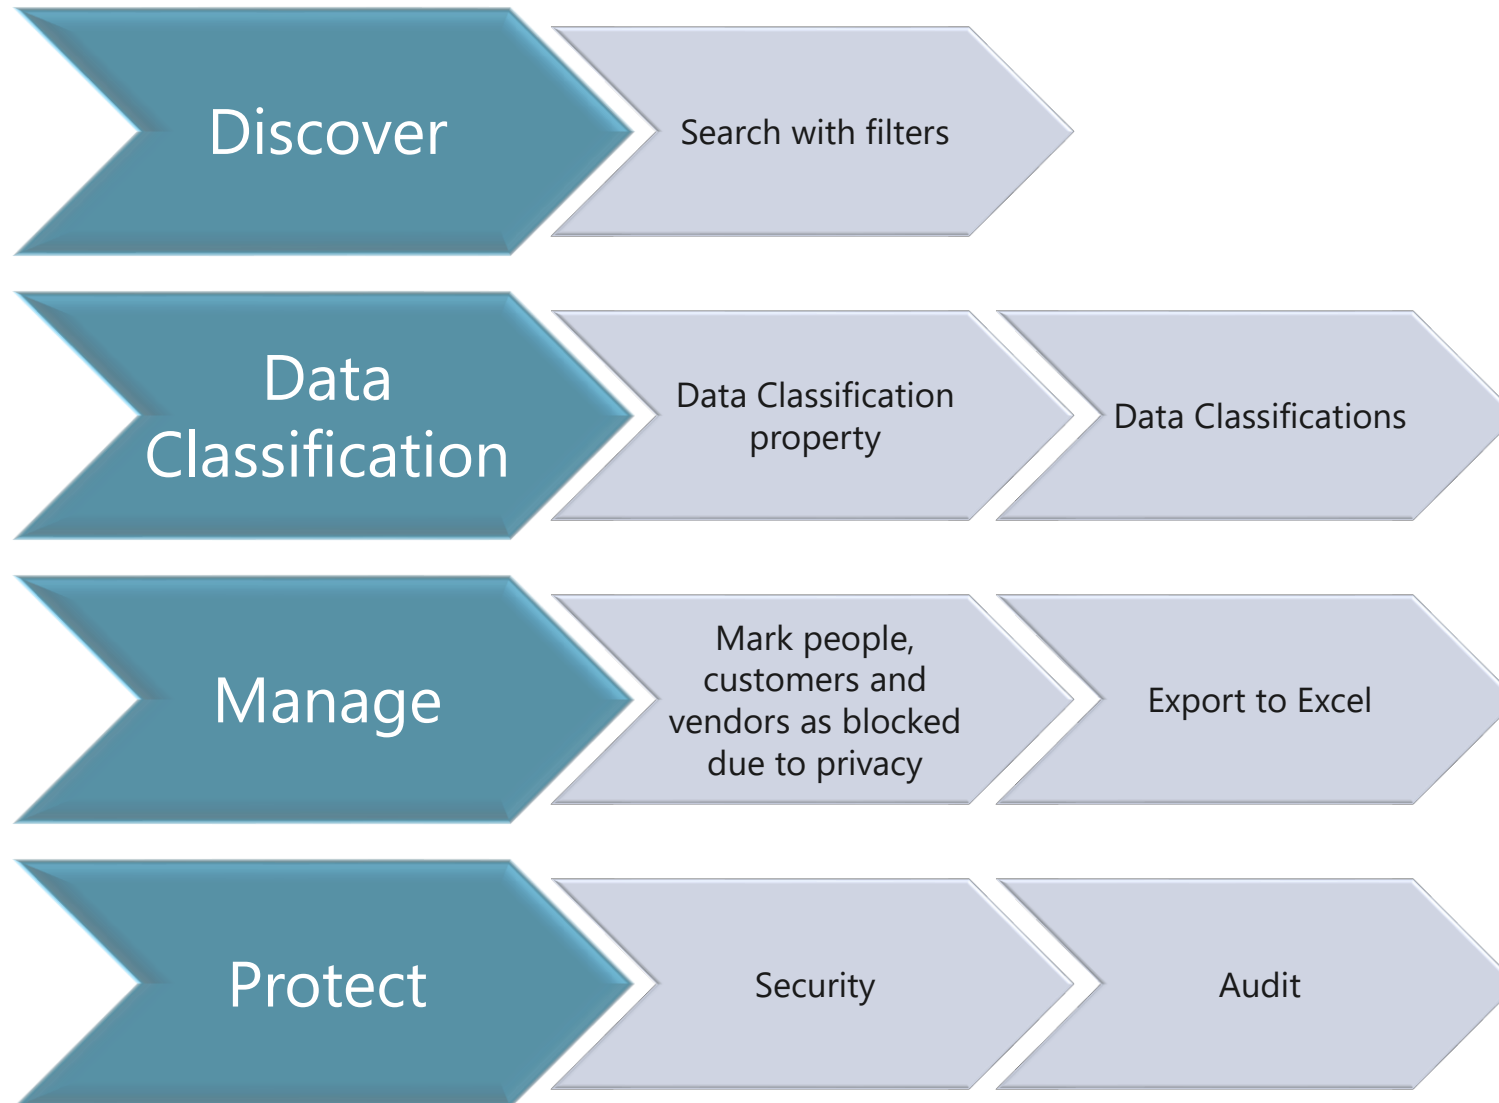 Discover
Search with filters
Data
Classification
Data Classification
property
Data Classifications
Manage
Mark people,
customers and
vendors as blocked
due to privacy
Export to Excel
Protect
Security
Audit